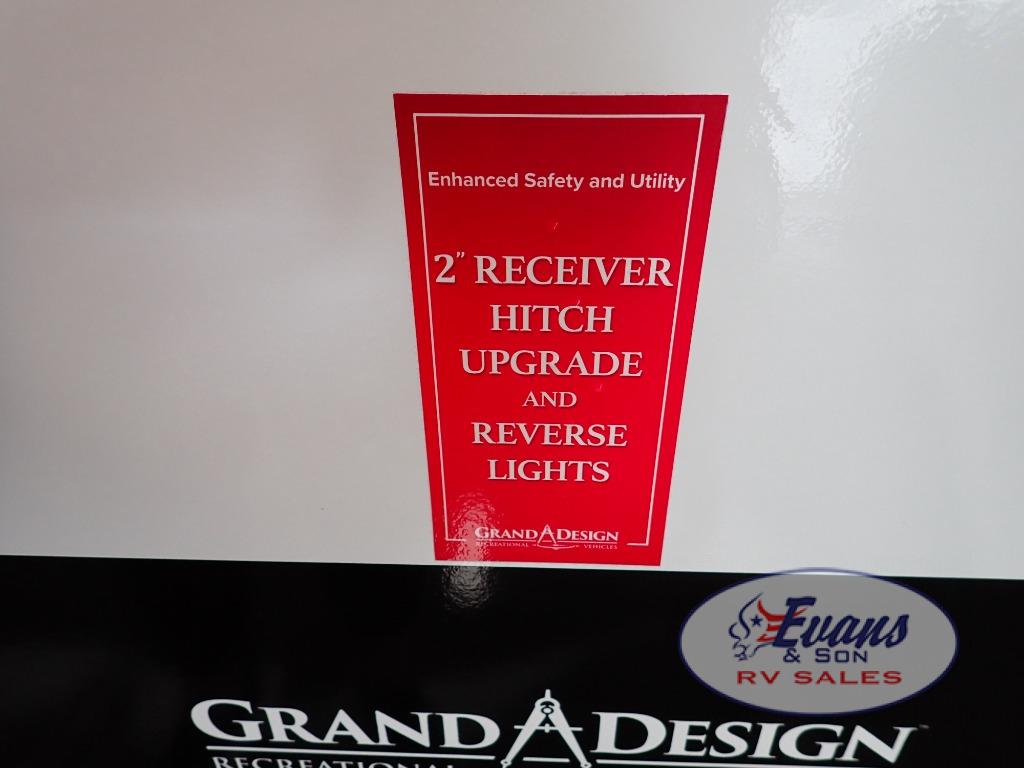 Enhanced Safety and Utility
2" RECEIVER
HITCH
UPGRADE
AND
REVERSE
LIGHTS
GRAND DESIGN
RECREATIONAL VEHICLES
Evans
& SON
RV SALES
GRAND DESIGN
RECREATIONAL